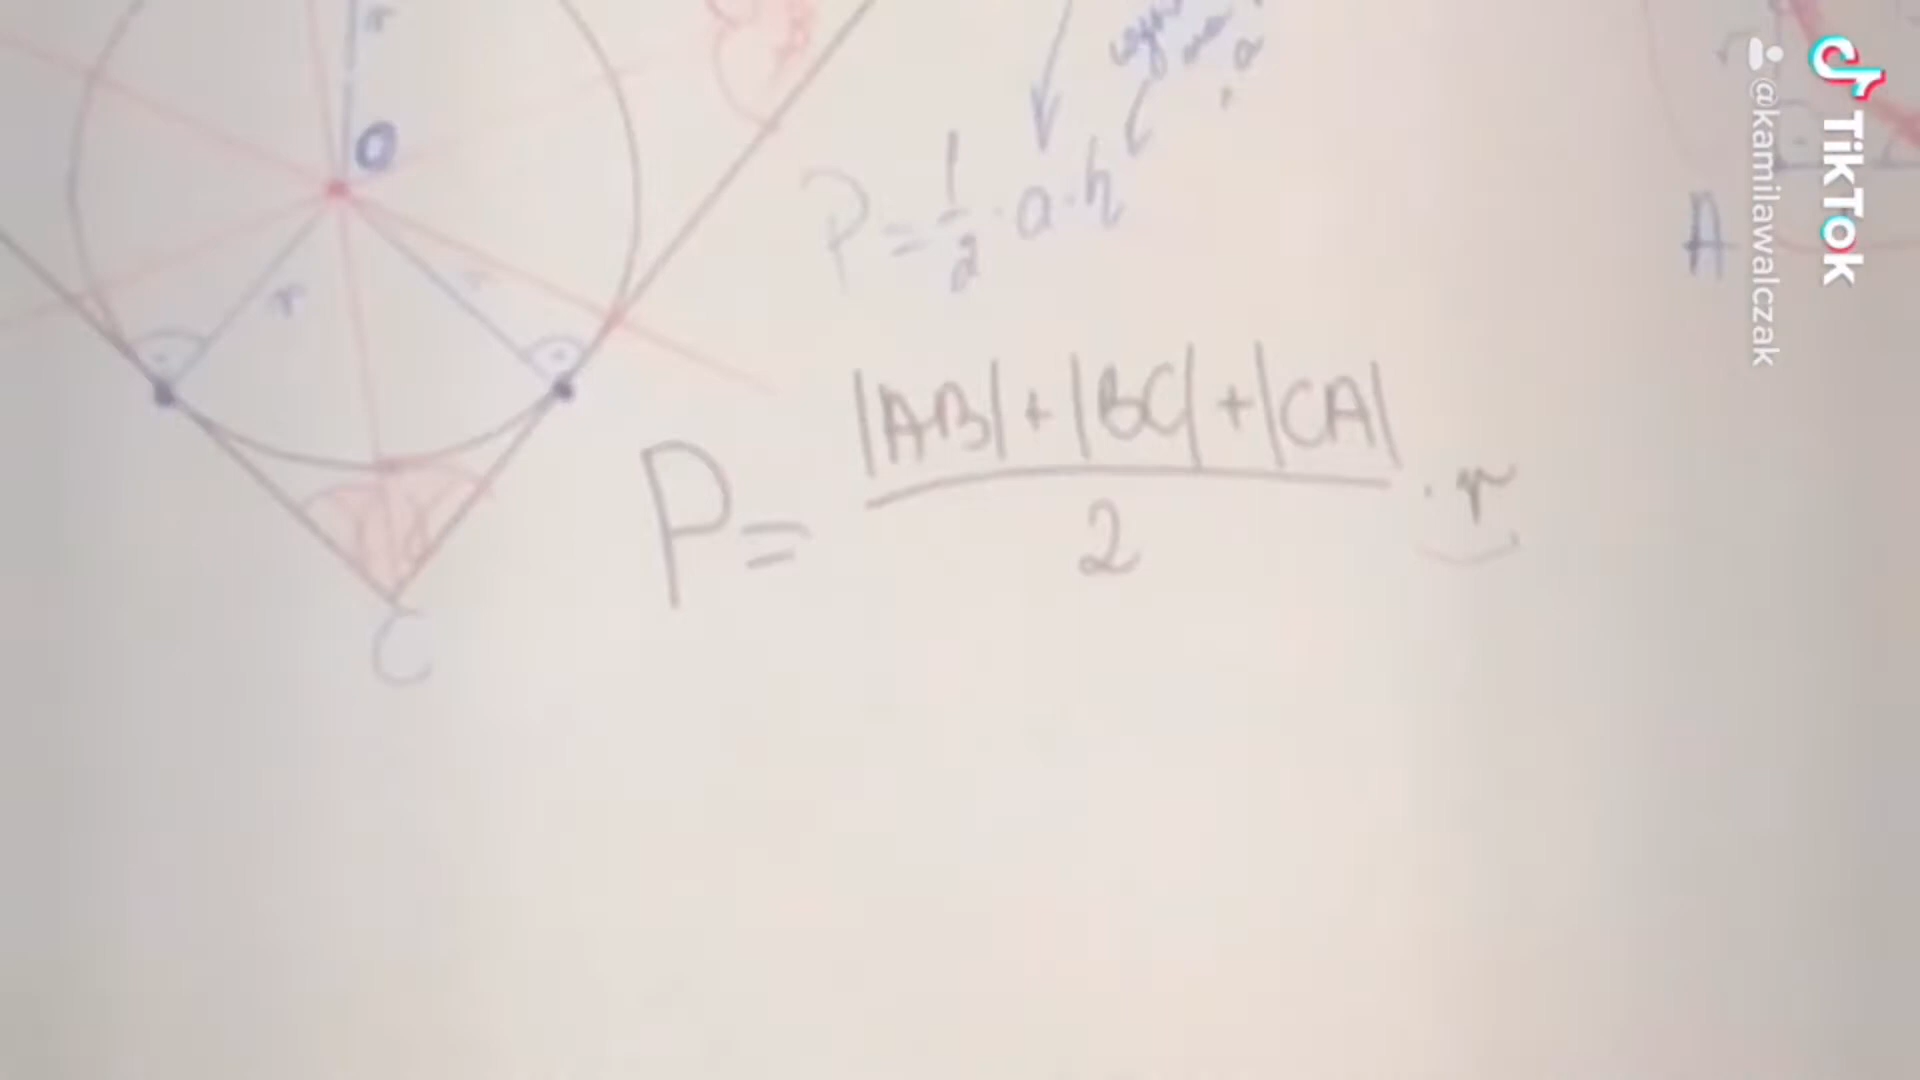 r
O
P = 1/2 · a · h
r
r
P = |AB| + |BC| + |CA| / 2 · r
C
A
TikTok
@kamilawalczak